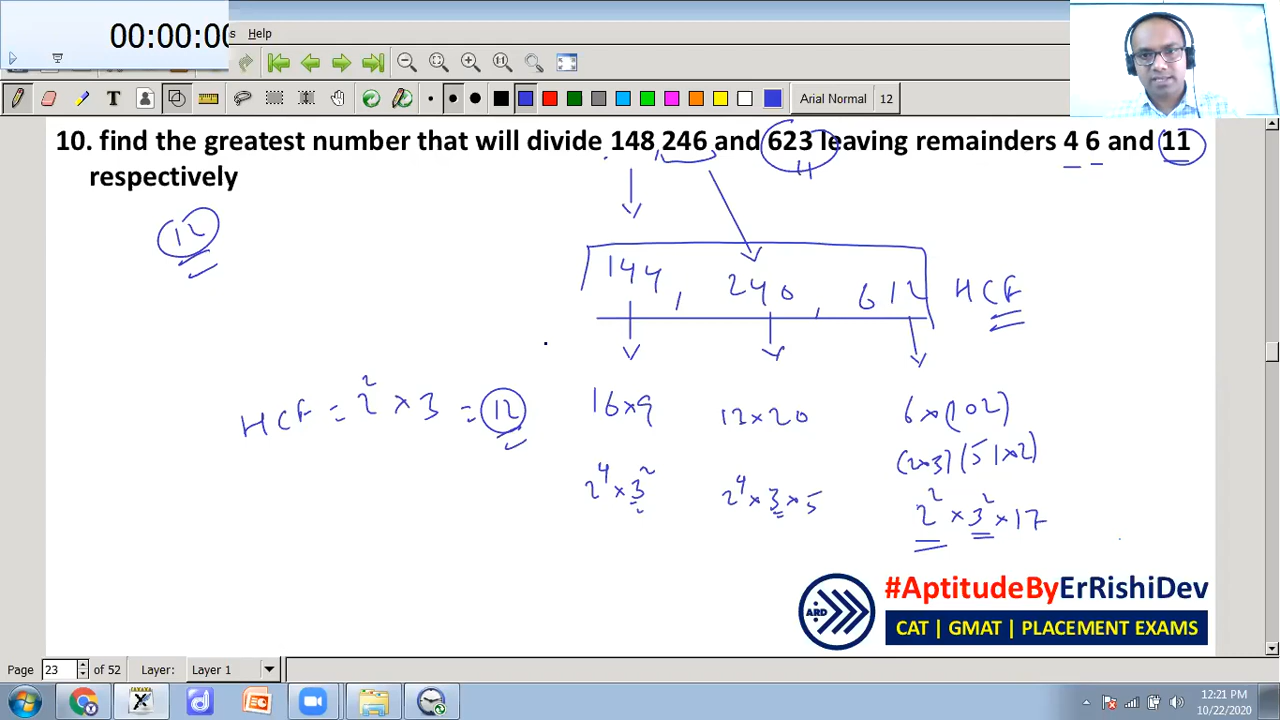 00:00:00
s Help
Arial Normal 12
10. find the greatest number that will divide 148,246 and 623 leaving remainders 4 6 and 11
respectively
12
11
144, 240, 612 HCF
HCF = 2² × 3 = 12
16×9 12×20 6×(102)
(2×3)(51×2)
2⁴×3² 2⁴×3×5 2²×3²×17
ARD
#AptitudeByErRishiDev
CAT | GMAT | PLACEMENT EXAMS
Page 23 of 52 Layer: Layer 1
12:21 PM
10/22/2020